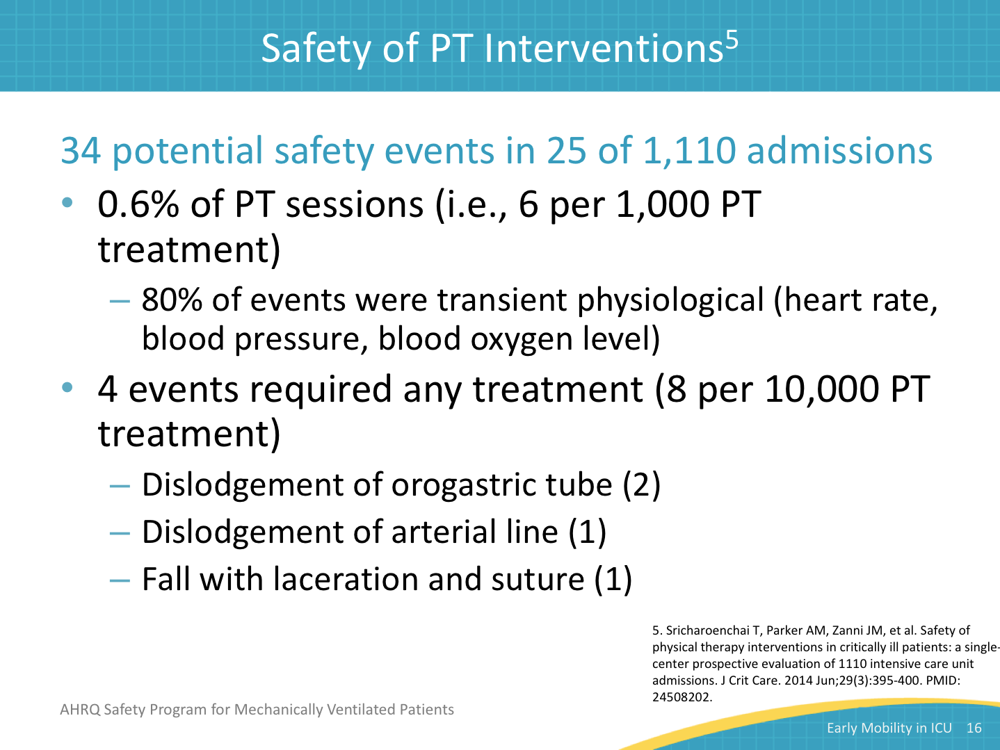 Safety of PT Interventions5
34 potential safety events in 25 of 1,110 admissions
• 0.6% of PT sessions (i.e., 6 per 1,000 PT
treatment)
– 80% of events were transient physiological (heart rate,
blood pressure, blood oxygen level)
• 4 events required any treatment (8 per 10,000 PT
treatment)
– Dislodgement of orogastric tube (2)
– Dislodgement of arterial line (1)
– Fall with laceration and suture (1)
5. Sricharoenchai T, Parker AM, Zanni JM, et al. Safety of
physical therapy interventions in critically ill patients: a single-
center prospective evaluation of 1110 intensive care unit
admissions. J Crit Care. 2014 Jun;29(3):395-400. PMID:
24508202.
AHRQ Safety Program for Mechanically Ventilated Patients
Early Mobility in ICU 16